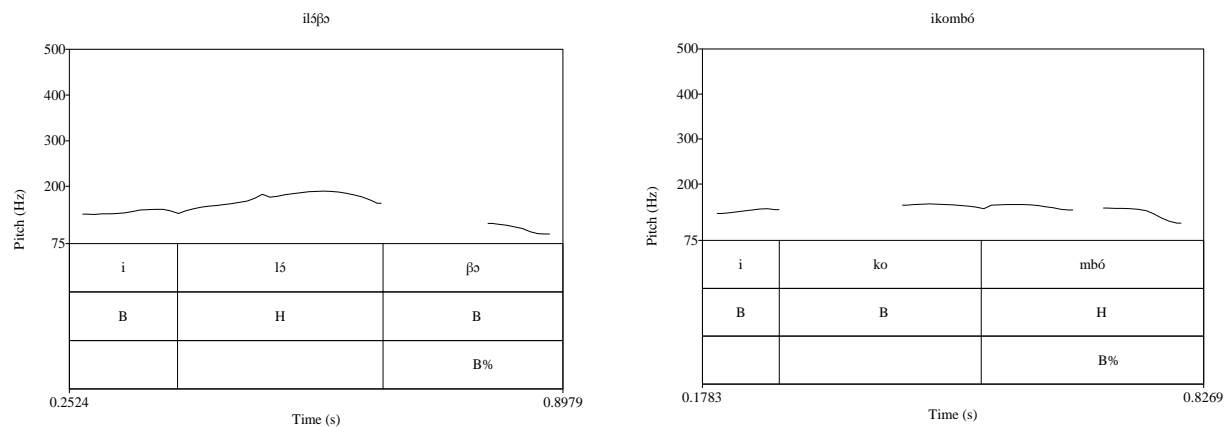 ilɔ́βɔ
500
400
300
200
75
Pitch (Hz)
i lɔ́ βɔ
B H B
B%
0.2524 0.8979
Time (s)
ikombó
500
400
300
200
75
Pitch (Hz)
i ko mbó
B B H
B%
0.1783 0.8269
Time (s)